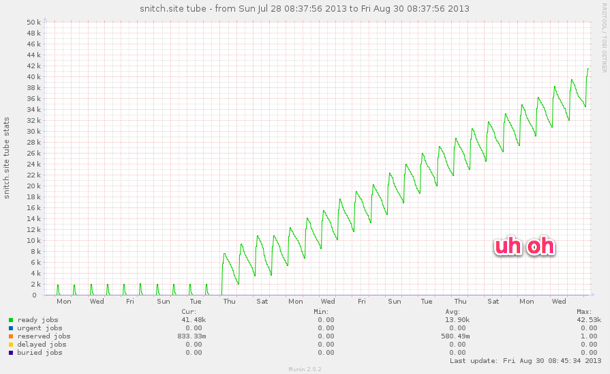 snitch.site tube - from Sun Jul 28 08:37:56 2013 to Fri Aug 30 08:37:56 2013
RRDTOOL / TOBI OETIKER
snitch.site tube stats
50 k
48 k
46 k
44 k
42 k
40 k
38 k
36 k
34 k
32 k
30 k
28 k
26 k
24 k
22 k
20 k
18 k
16 k
14 k
12 k
10 k
8 k
6 k
4 k
2 k
0
uh oh
Mon Wed Fri Sun Tue Thu Sat Mon Wed Fri Sun Tue Thu Sat Mon Wed
Cur: Min: Avg: Max:
ready jobs 41.48k 0.00 13.90k 42.53k
urgent jobs 0.00 0.00 0.00 0.00
reserved jobs 833.33m 0.00 580.49m 1.00
delayed jobs 0.00 0.00 0.00 0.00
buried jobs 0.00 0.00 0.00 0.00
Last update: Fri Aug 30 08:45:34 2013
Munin 2.0.2